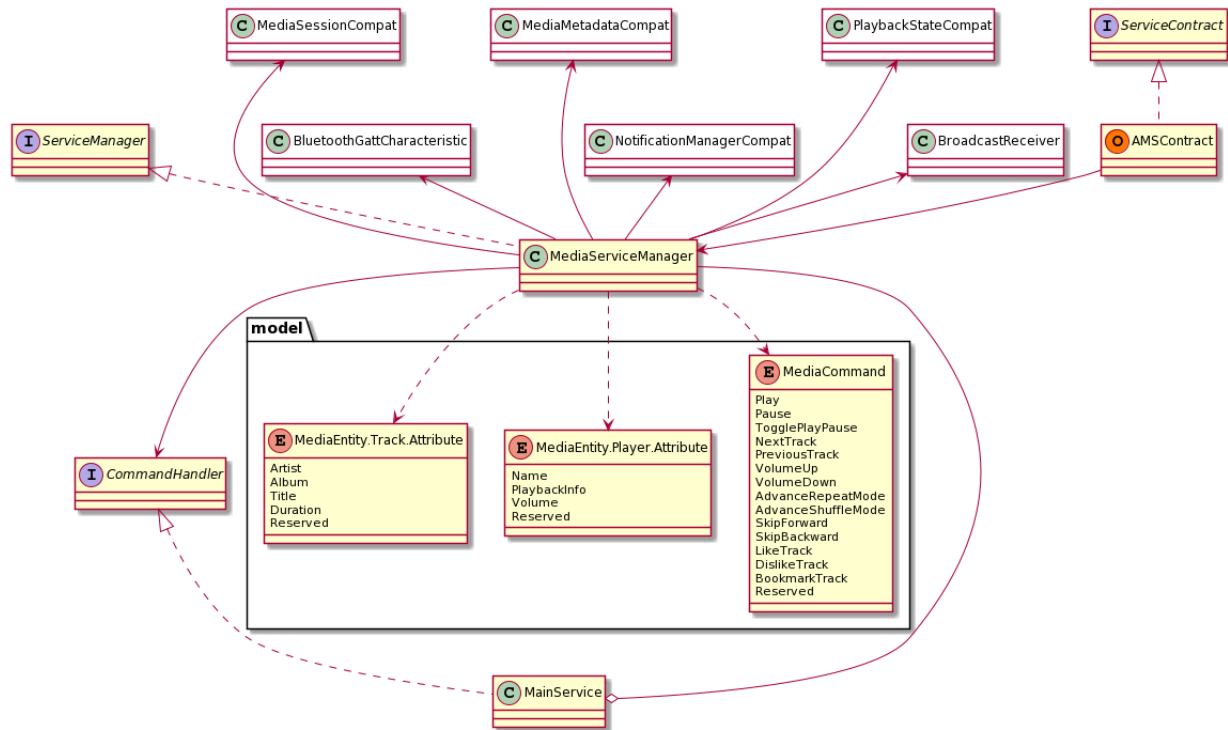 C MediaSessionCompat
C MediaMetadataCompat
C PlaybackStateCompat
I ServiceContract
I ServiceManager
C BluetoothGattCharacteristic
C NotificationManagerCompat
C BroadcastReceiver
O AMSContract
C MediaServiceManager
model
E MediaCommand
Play
Pause
TogglePlayPause
NextTrack
PreviousTrack
VolumeUp
VolumeDown
AdvanceRepeatMode
AdvanceShuffleMode
SkipForward
SkipBackward
LikeTrack
DislikeTrack
BookmarkTrack
Reserved
E MediaEntity.Track.Attribute
Artist
Album
Title
Duration
Reserved
E MediaEntity.Player.Attribute
Name
PlaybackInfo
Volume
Reserved
I CommandHandler
C MainService